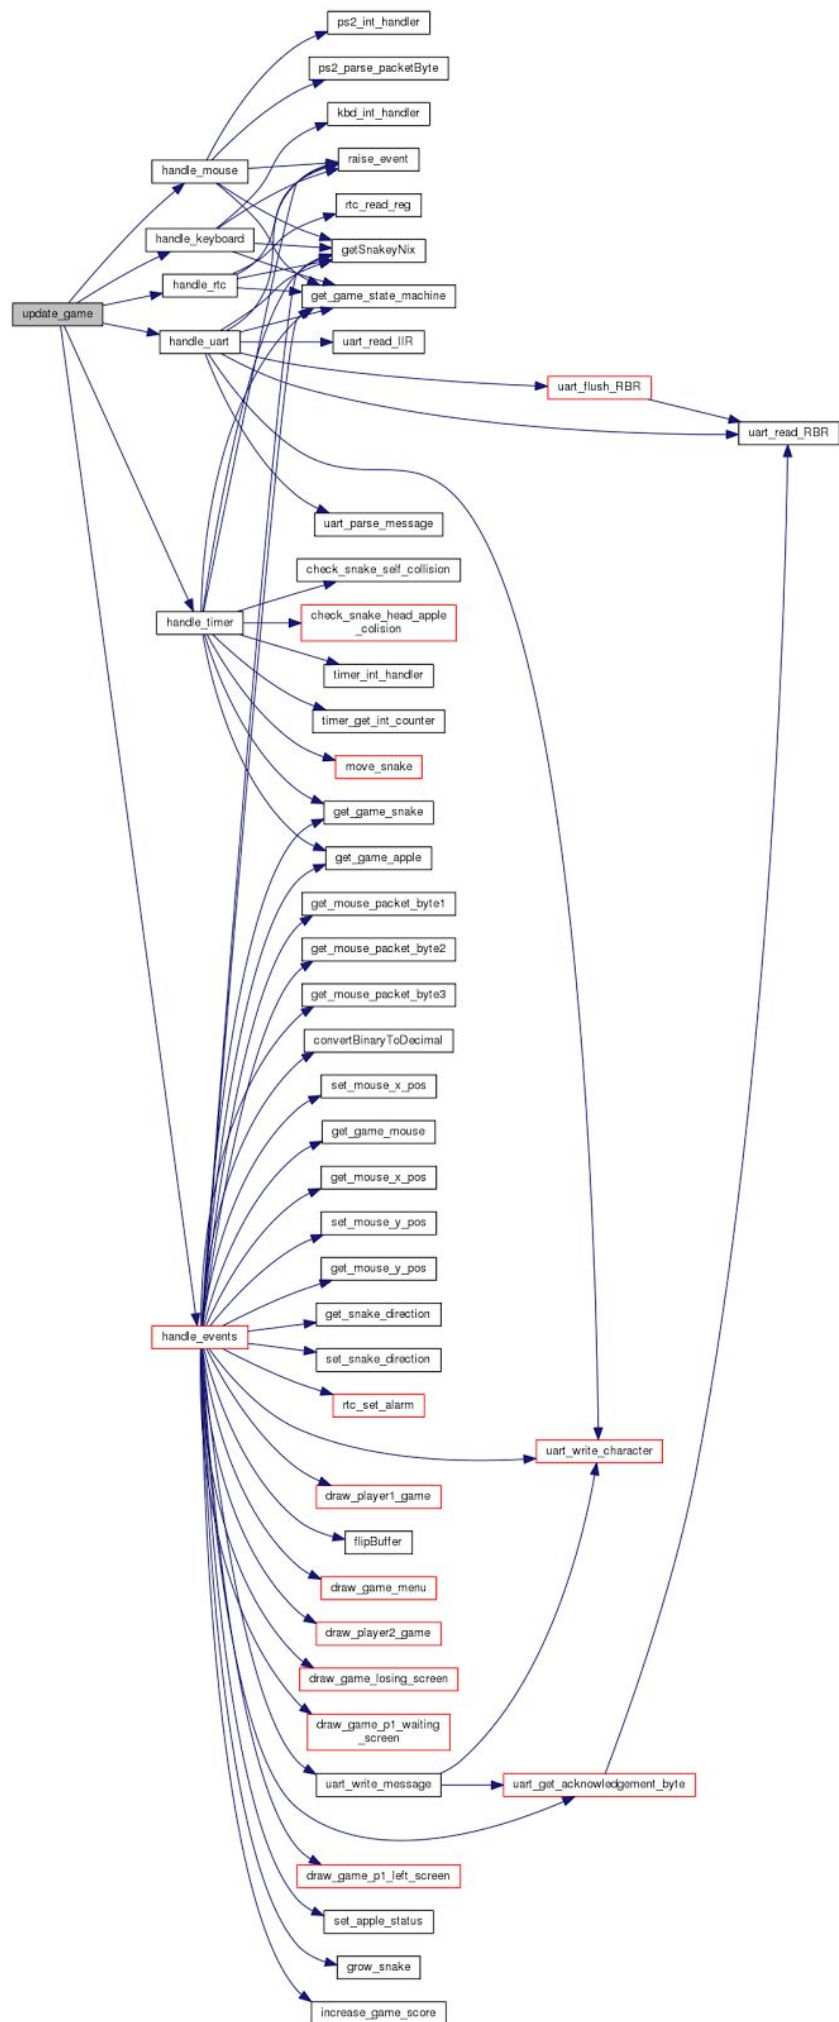 ps2_int_handler
ps2_parse_packetByte
kbd_int_handler
raise_event
handle_mouse
rtc_read_reg
handle_keyboard
getSnakeyNix
handle_rtc
get_game_state_machine
update_game
handle_uart
uart_read_IIR
uart_flush_RBR
uart_read_RBR
uart_parse_message
check_snake_self_collision
handle_timer
check_snake_head_apple
_colision
timer_int_handler
timer_get_int_counter
move_snake
get_game_snake
get_game_apple
get_mouse_packet_byte1
get_mouse_packet_byte2
get_mouse_packet_byte3
convertBinaryToDecimal
set_mouse_x_pos
get_game_mouse
get_mouse_x_pos
set_mouse_y_pos
get_mouse_y_pos
get_snake_direction
handle_events
set_snake_direction
rtc_set_alarm
uart_write_character
draw_player1_game
flipBuffer
draw_game_menu
draw_player2_game
draw_game_losing_screen
draw_game_p1_waiting
_screen
uart_write_message
uart_get_acknowledgement_byte
draw_game_p1_left_screen
set_apple_status
grow_snake
increase_game_score